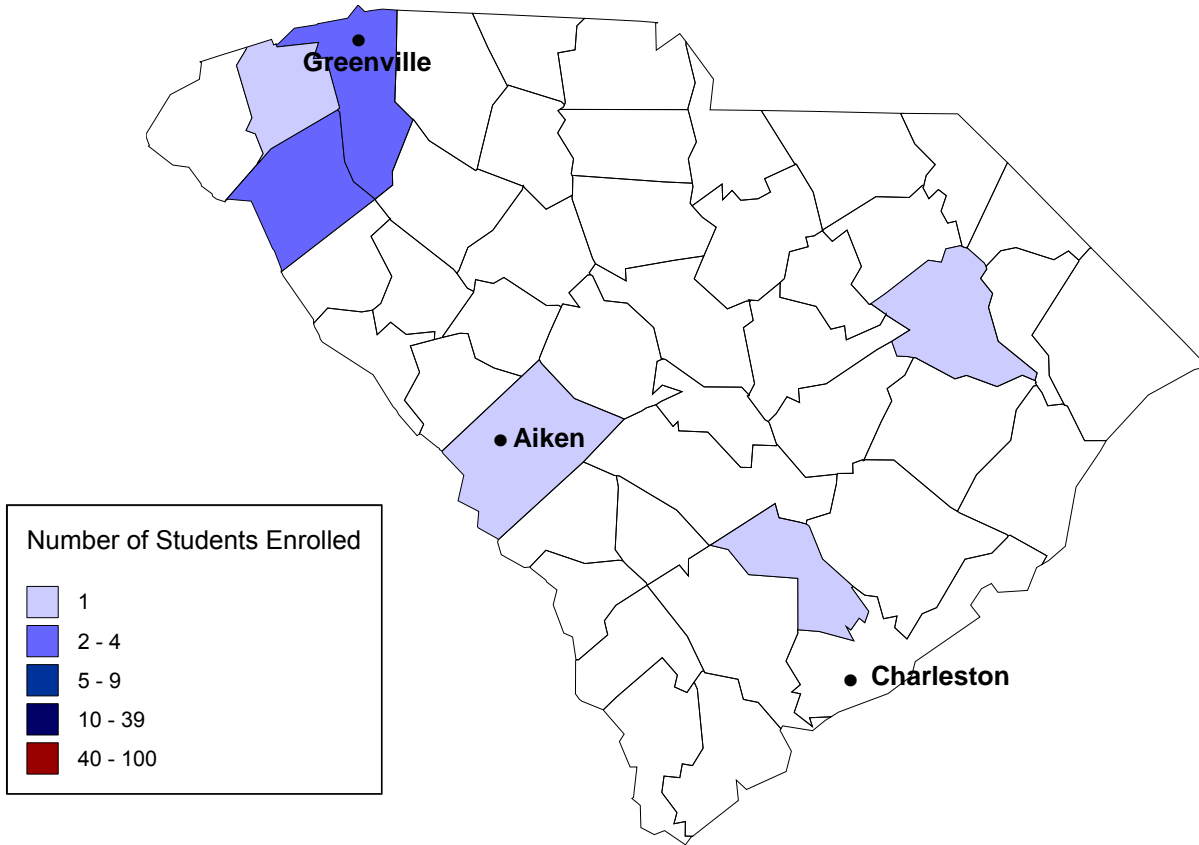 Greenville
Aiken
Number of Students Enrolled
1
2 - 4
5 - 9
10 - 39
40 - 100
Charleston